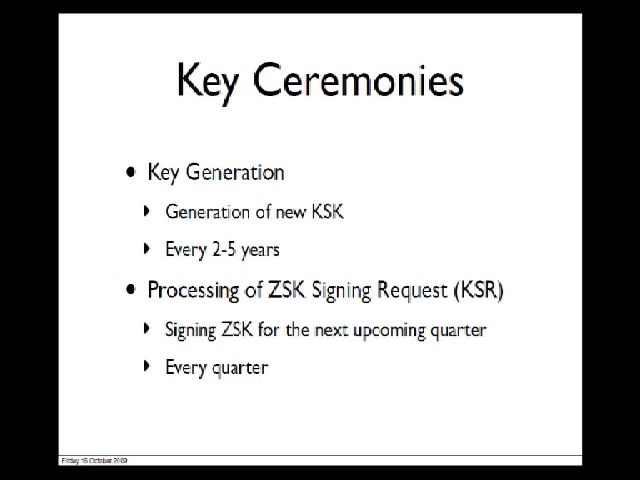 Key Ceremonies
• Key Generation
Generation of new KSK
Every 2-5 years
• Processing of ZSK Signing Request (KSR)
Signing ZSK for the next upcoming quarter
Every quarter
Friday 16 October 2009